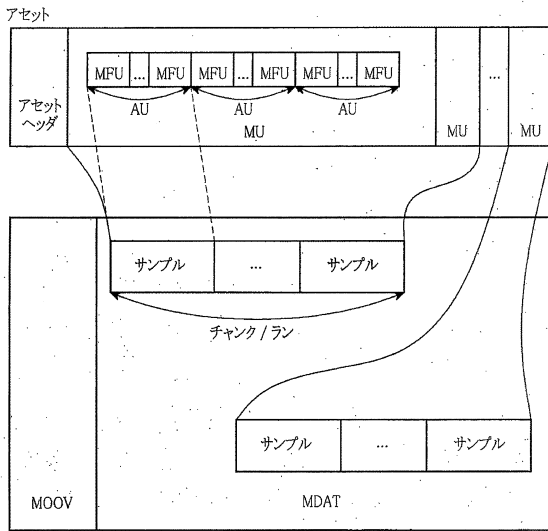 アセット
アセット
ヘッダ
MFU ... MFU MFU ... MFU MFU ... MFU
AU AU AU
MU MU ... MU
サンプル ... サンプル
チャンク / ラン
サンプル ... サンプル
MOOV MDAT